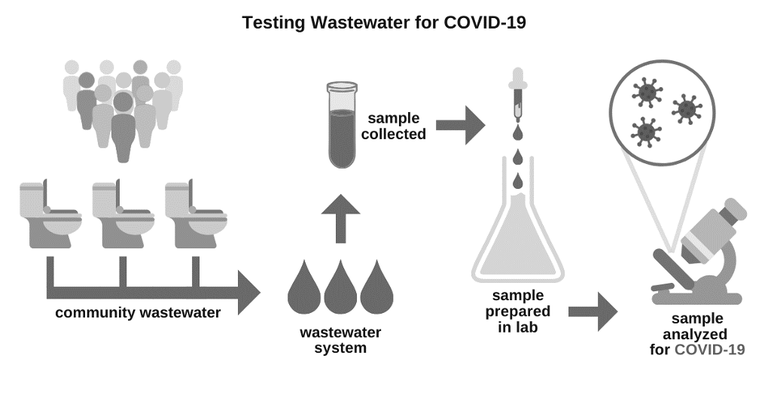 Testing Wastewater for COVID-19
community wastewater
wastewater
system
sample
collected
sample
prepared
in lab
sample
analyzed
for COVID-19